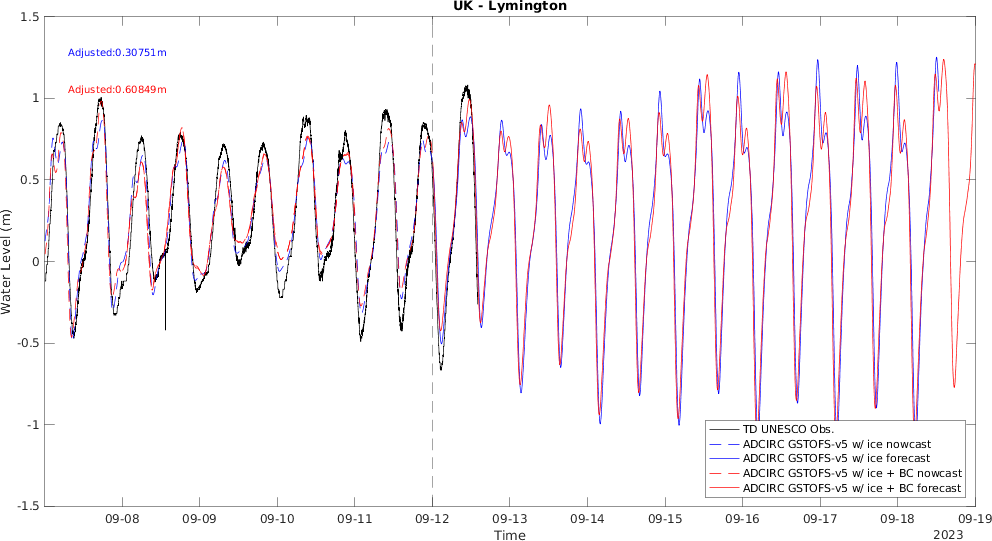 UK - Lymington
Adjusted:0.30751m
Adjusted:0.60849m
Water Level (m)
1.5
1
0.5
0
-0.5
-1
-1.5
TD UNESCO Obs.
ADCIRC GSTOFS-v5 w/ ice nowcast
ADCIRC GSTOFS-v5 w/ ice forecast
ADCIRC GSTOFS-v5 w/ ice + BC nowcast
ADCIRC GSTOFS-v5 w/ ice + BC forecast
09-08 09-09 09-10 09-11 09-12 09-13 09-14 09-15 09-16 09-17 09-18 09-19
Time
2023